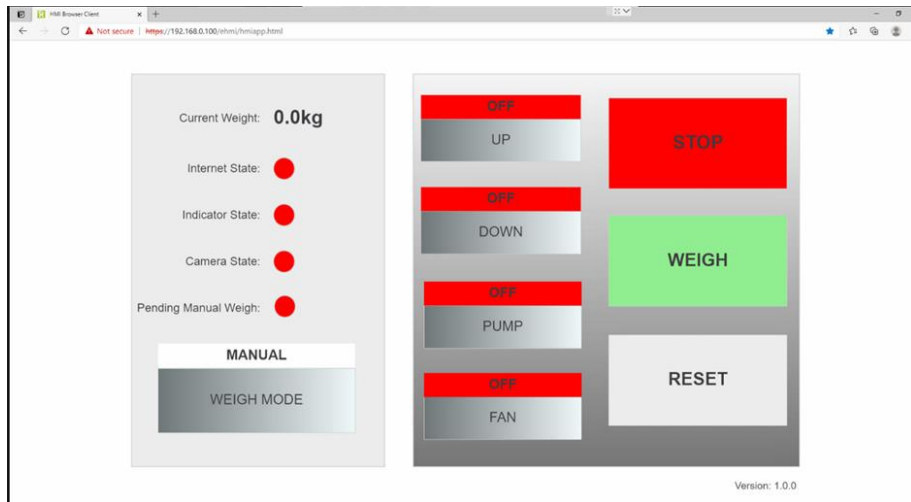 HMI Browser Client
Not secure | https://192.168.0.100/ehmi/hmiapp.html
Current Weight: 0.0kg
Internet State:
Indicator State:
Camera State:
Pending Manual Weigh:
MANUAL
WEIGH MODE
OFF
UP
OFF
DOWN
OFF
PUMP
OFF
FAN
STOP
WEIGH
RESET
Version: 1.0.0